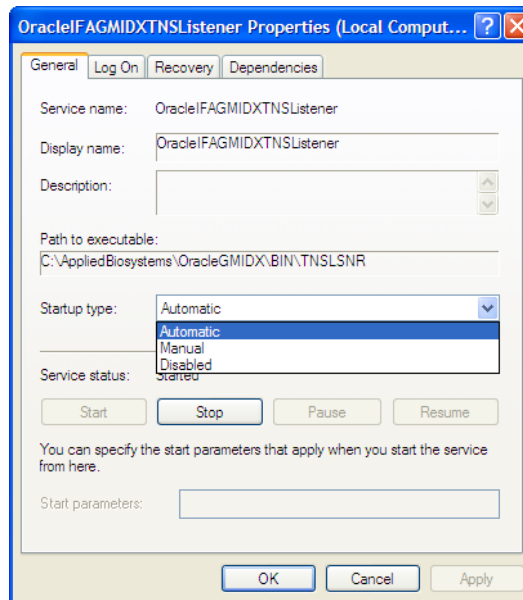 OracleIFAGMIDXTNSListener Properties (Local Comput...
General Log On Recovery Dependencies
Service name: OracleIFAGMIDXTNSListener
Display name: OracleIFAGMIDXTNSListener
Description:
Path to executable:
C:\AppliedBiosystems\OracleGMIDX\BIN\TNSLSNR
Startup type: Automatic
Automatic
Manual
Disabled
Service status: Started
Start Stop Pause Resume
You can specify the start parameters that apply when you start the service
from here.
Start parameters:
OK Cancel Apply